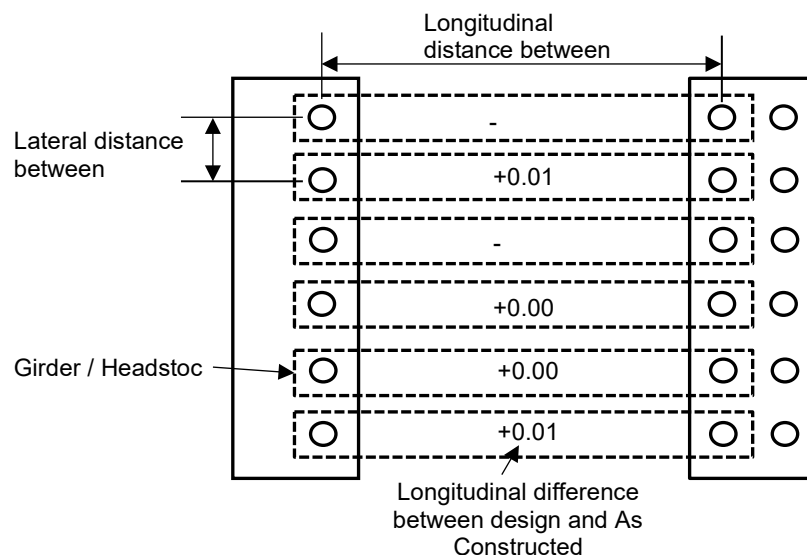 Longitudinal
distance between
Lateral distance
between
-
+0.01
-
+0.00
Girder / Headstoc
+0.00
+0.01
Longitudinal difference
between design and As
Constructed